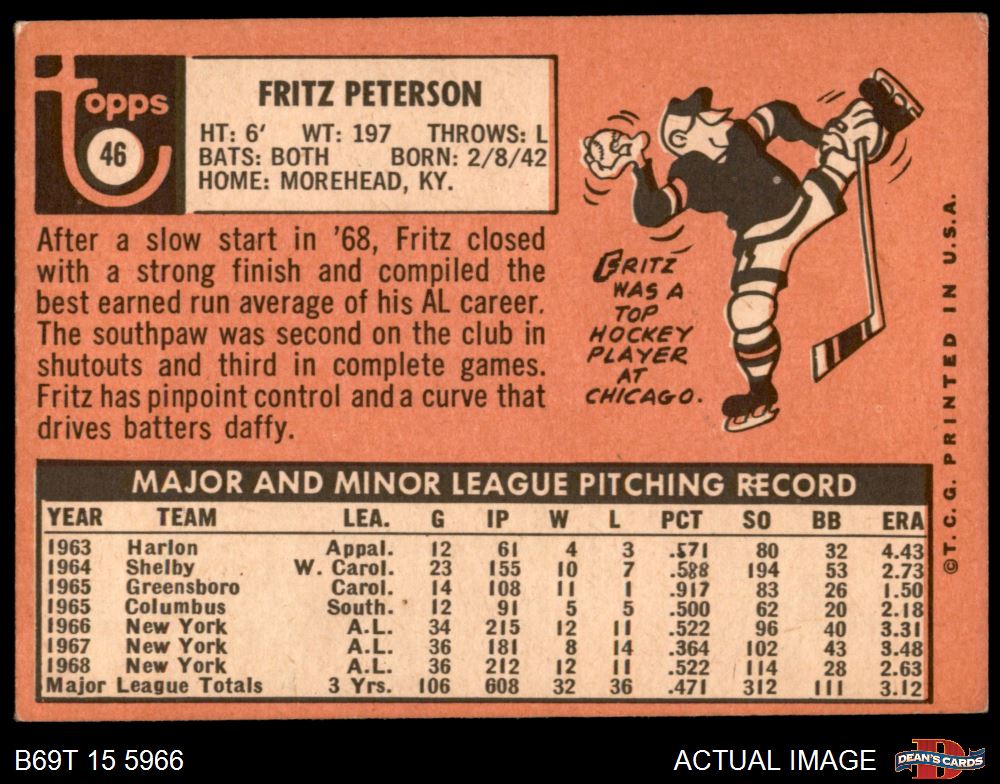 Topps
46
FRITZ PETERSON
HT: 6' WT: 197 THROWS: L
BATS: BOTH BORN: 2/8/42
HOME: MOREHEAD, KY.
After a slow start in '68, Fritz closed
with a strong finish and compiled the
best earned run average of his AL career.
The southpaw was second on the club in
shutouts and third in complete games.
Fritz has pinpoint control and a curve that
drives batters daffy.
FRITZ
WAS A
TOP
HOCKEY
PLAYER
AT
CHICAGO.
©T.C.G. PRINTED IN U.S.A.
MAJOR AND MINOR LEAGUE PITCHING RECORD
YEAR TEAM LEA. G IP W L PCT SO BB ERA
1963 Harlon Appal. 12 61 4 3 .571 80 32 4.43
1964 Shelby W. Carol. 23 155 10 7 .588 194 53 2.73
1965 Greensboro Carol. 14 108 11 1 .917 83 26 1.50
1965 Columbus South. 12 91 5 5 .500 62 20 2.18
1966 New York A.L. 34 215 12 11 .522 96 40 3.31
1967 New York A.L. 36 181 8 14 .364 102 43 3.48
1968 New York A.L. 36 212 12 11 .522 114 28 2.63
Major League Totals 3 Yrs. 106 608 32 36 .471 312 111 3.12
B69T 15 5966
ACTUAL IMAGE
D
DEAN'S CARDS